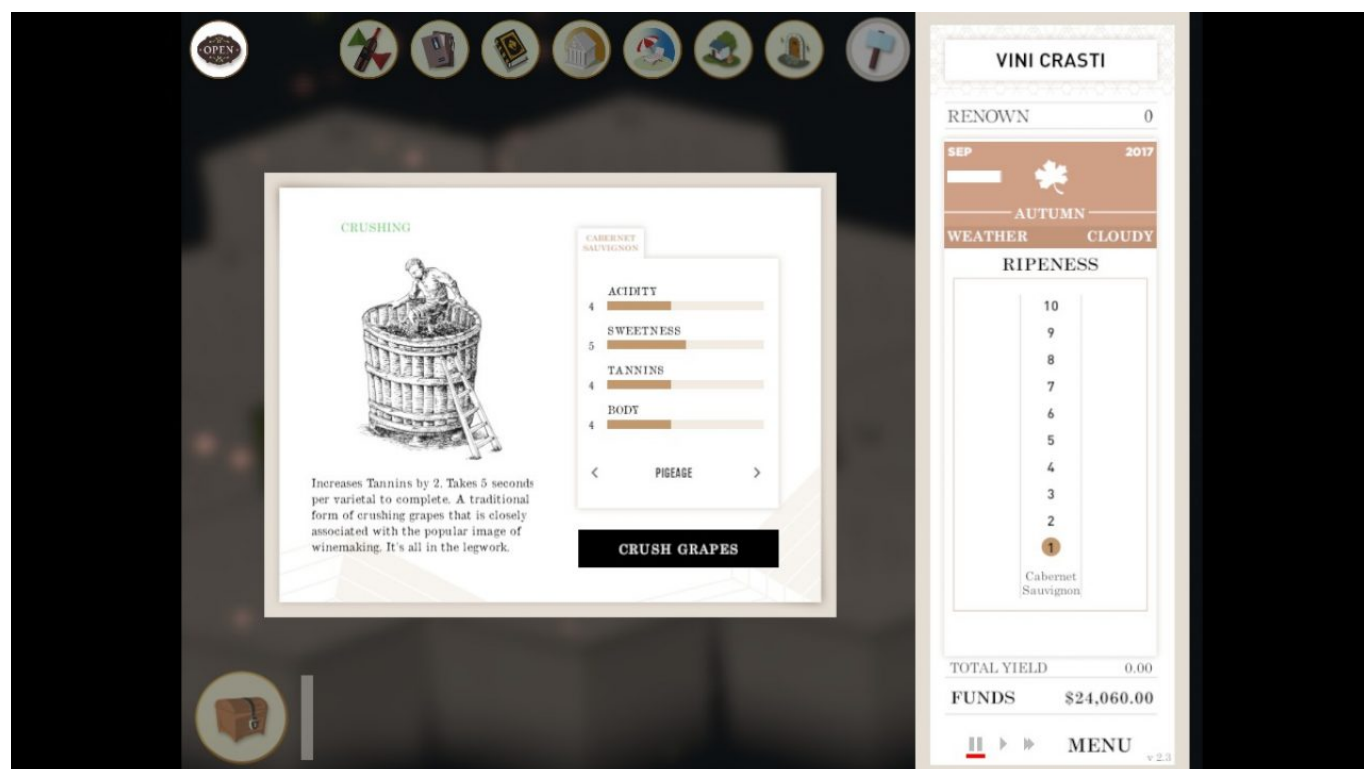 OPEN
VINI CRASTI
RENOWN 0
SEP 2017
AUTUMN
WEATHER CLOUDY
RIPENESS
10
9
8
7
6
5
4
3
2
1
Cabernet
Sauvignon
TOTAL YIELD 0.00
FUNDS $24,060.00
MENU
v 2.3
CRUSHING
Increases Tannins by 2. Takes 5 seconds
per varietal to complete. A traditional
form of crushing grapes that is closely
associated with the popular image of
winemaking. It's all in the legwork.
CABERNET
SAUVIGNON
ACIDITY
4
SWEETNESS
5
TANNINS
4
BODY
4
< PIGEAGE >
CRUSH GRAPES